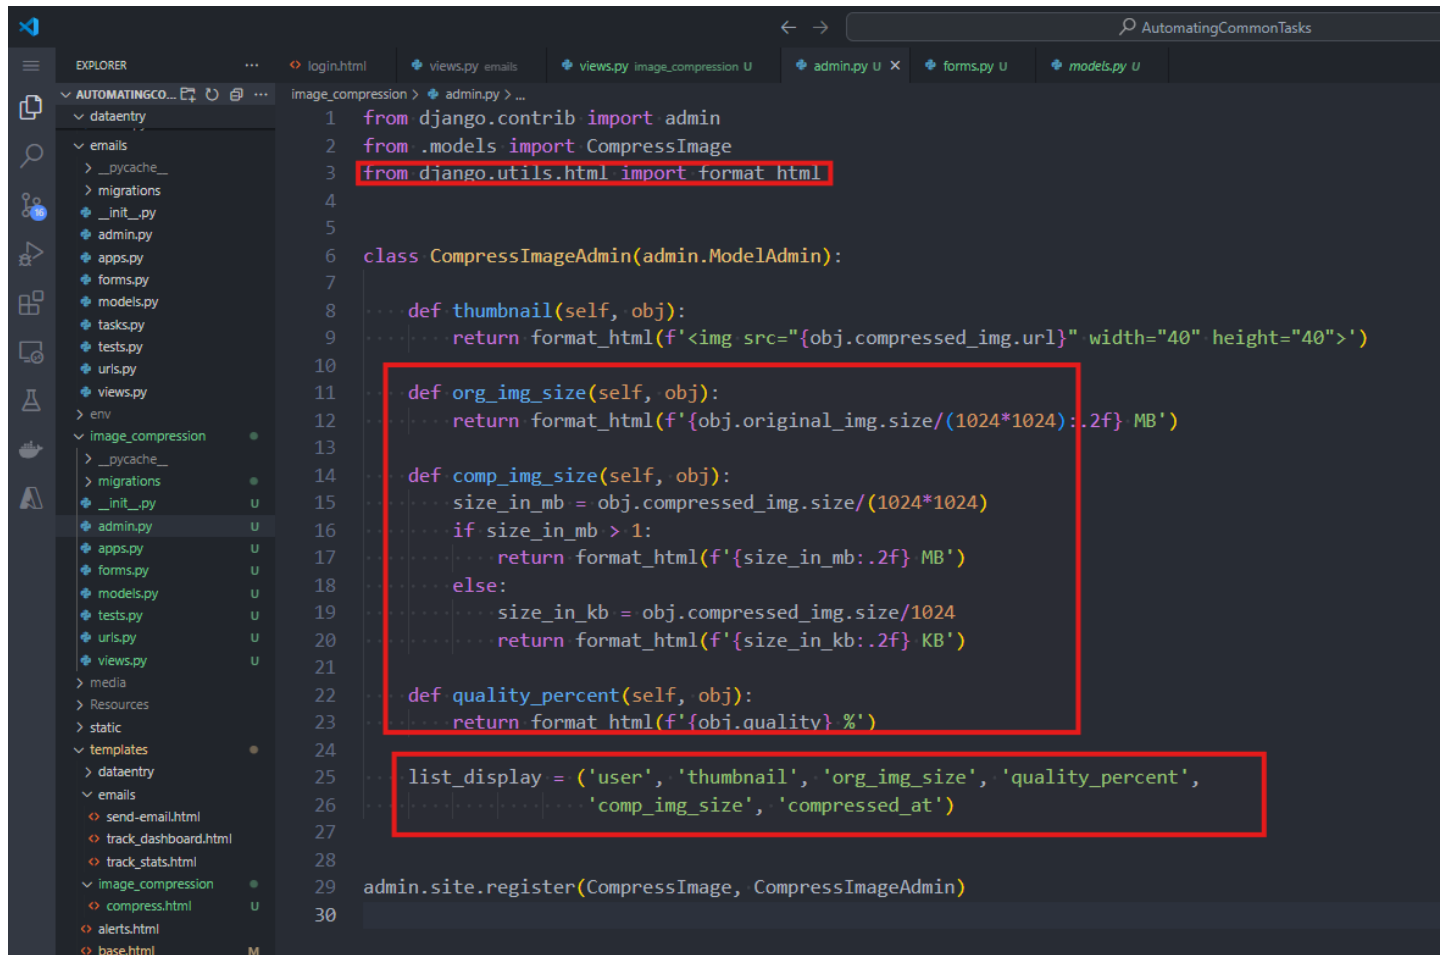 AutomatingCommonTasks
EXPLORER ...
login.html
views.py emails
views.py image_compression U
admin.py U
forms.py U
models.py U
AUTOMATINGCO...
image_compression > admin.py > ...
dataentry
emails
__pycache__
migrations
__init__.py
admin.py
apps.py
forms.py
models.py
tasks.py
tests.py
urls.py
views.py
env
image_compression
__pycache__
migrations
__init__.py U
admin.py U
apps.py U
forms.py U
models.py U
tests.py U
urls.py U
views.py U
media
Resources
static
templates
dataentry
emails
send-email.html
track_dashboard.html
track_stats.html
image_compression
compress.html U
alerts.html
base.html M
16
1 from django.contrib import admin
2 from .models import CompressImage
3 from django.utils.html import format_html
4
5
6 class CompressImageAdmin(admin.ModelAdmin):
7
8 def thumbnail(self, obj):
9 return format_html(f'<img src="{obj.compressed_img.url}" width="40" height="40">')
10
11 def org_img_size(self, obj):
12 return format_html(f'{obj.original_img.size/(1024*1024):.2f} MB')
13
14 def comp_img_size(self, obj):
15 size_in_mb = obj.compressed_img.size/(1024*1024)
16 if size_in_mb > 1:
17 return format_html(f'{size_in_mb:.2f} MB')
18 else:
19 size_in_kb = obj.compressed_img.size/1024
20 return format_html(f'{size_in_kb:.2f} KB')
21
22 def quality_percent(self, obj):
23 return format_html(f'{obj.quality} %')
24
25 list_display = ('user', 'thumbnail', 'org_img_size', 'quality_percent',
26 'comp_img_size', 'compressed_at')
27
28
29 admin.site.register(CompressImage, CompressImageAdmin)
30